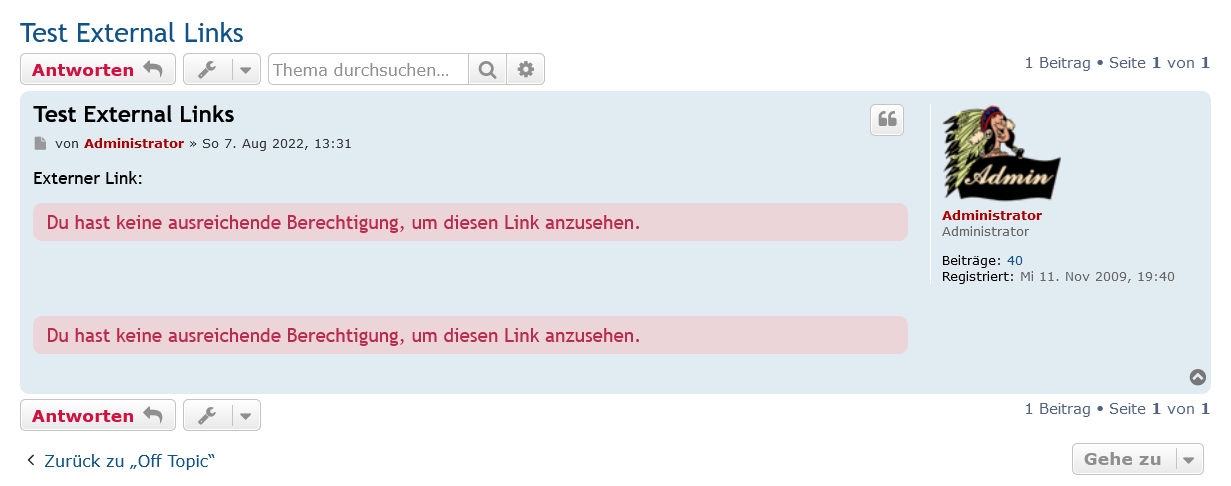 Test External Links
Antworten
Thema durchsuchen…
1 Beitrag • Seite 1 von 1
Test External Links
von Administrator » So 7. Aug 2022, 13:31
Externer Link:
Du hast keine ausreichende Berechtigung, um diesen Link anzusehen.
Du hast keine ausreichende Berechtigung, um diesen Link anzusehen.
Admin
Administrator
Administrator
Beiträge: 40
Registriert: Mi 11. Nov 2009, 19:40
Antworten
1 Beitrag • Seite 1 von 1
Zurück zu „Off Topic“
Gehe zu